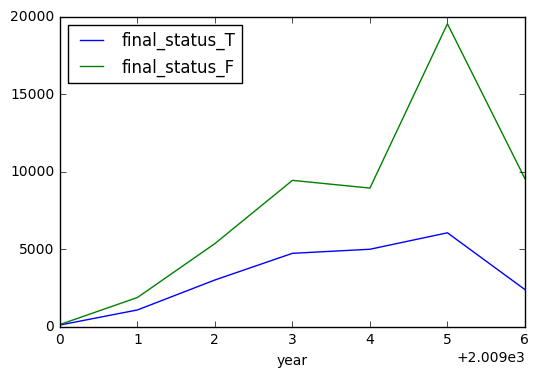 20000
15000
10000
5000
0
final_status_T
final_status_F
0 1 2 3 4 5 6
year
+2.009e3